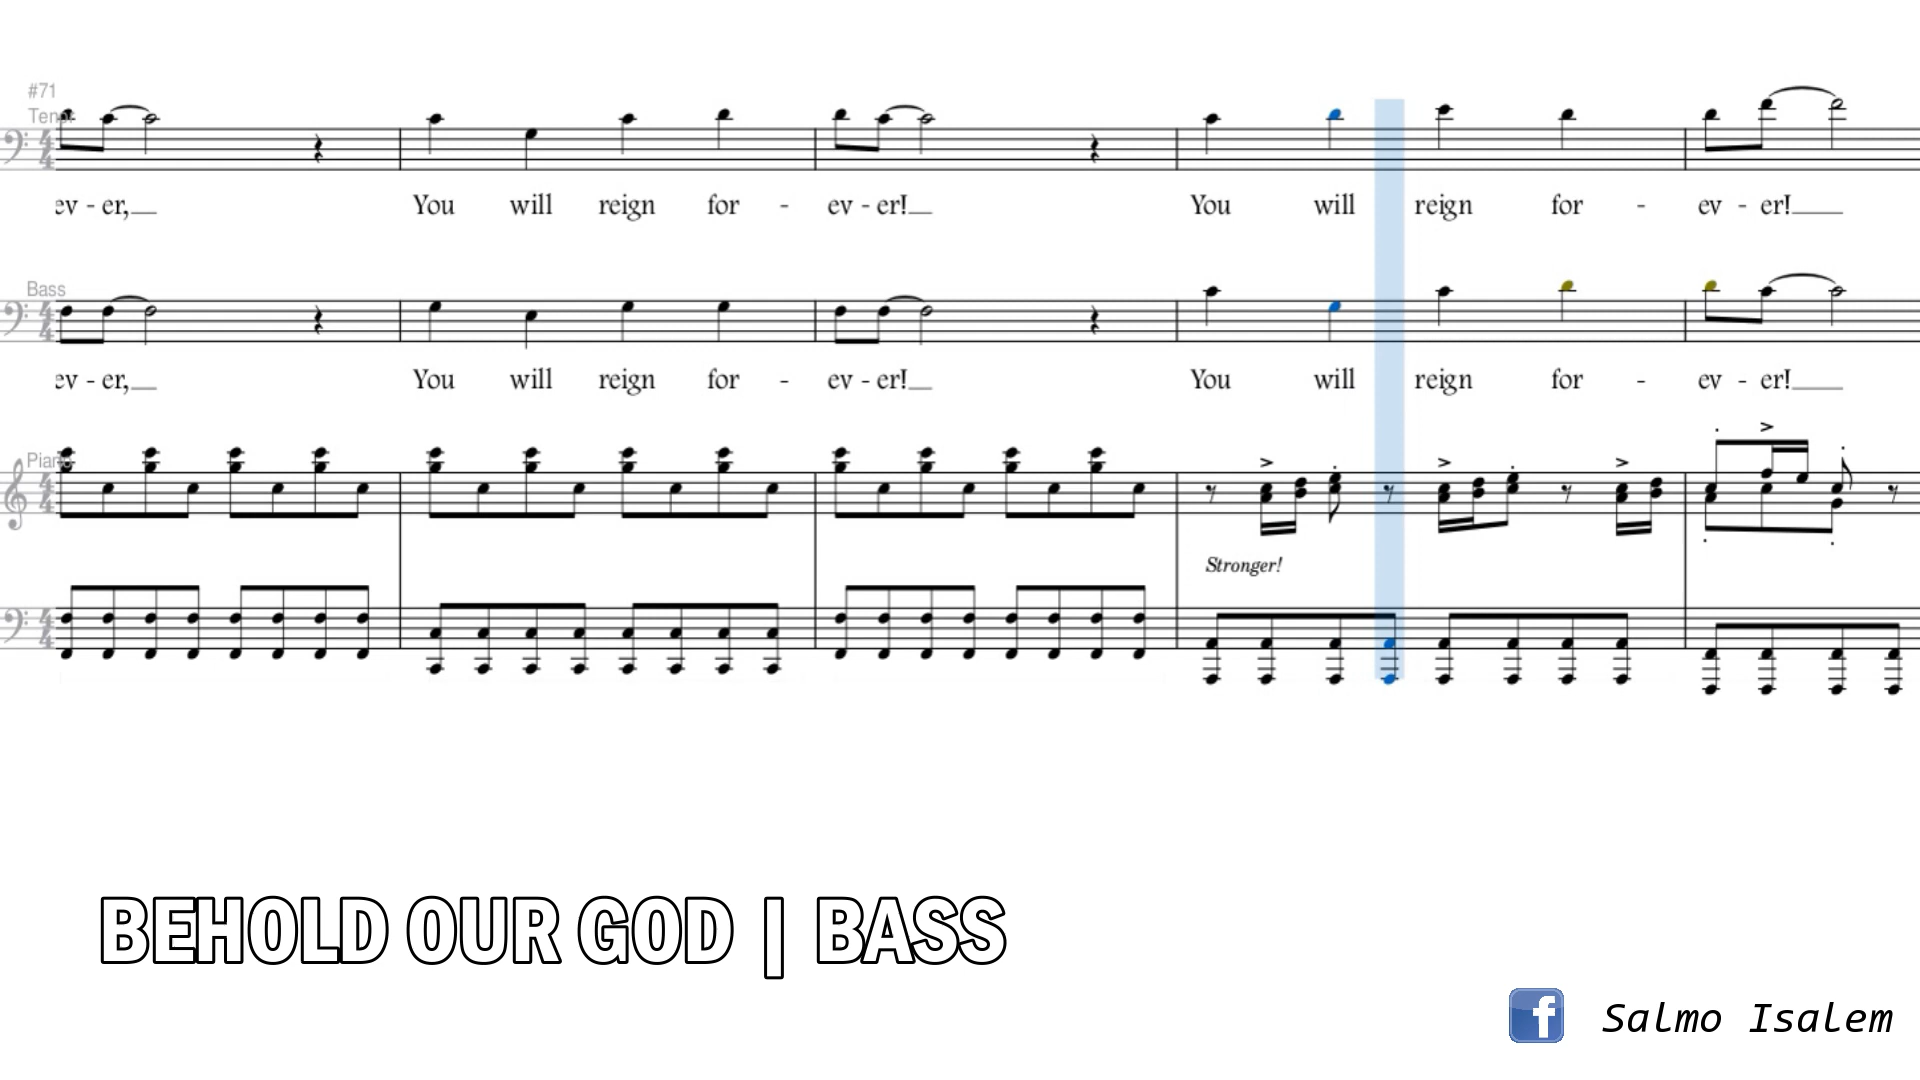 #71
Tenor
ev - er, You will reign for - ev - er! You will reign for - ev - er!
Bass
ev - er, You will reign for - ev - er! You will reign for - ev - er!
Piano
Stronger!
BEHOLD OUR GOD | BASS
f Salmo Isalem